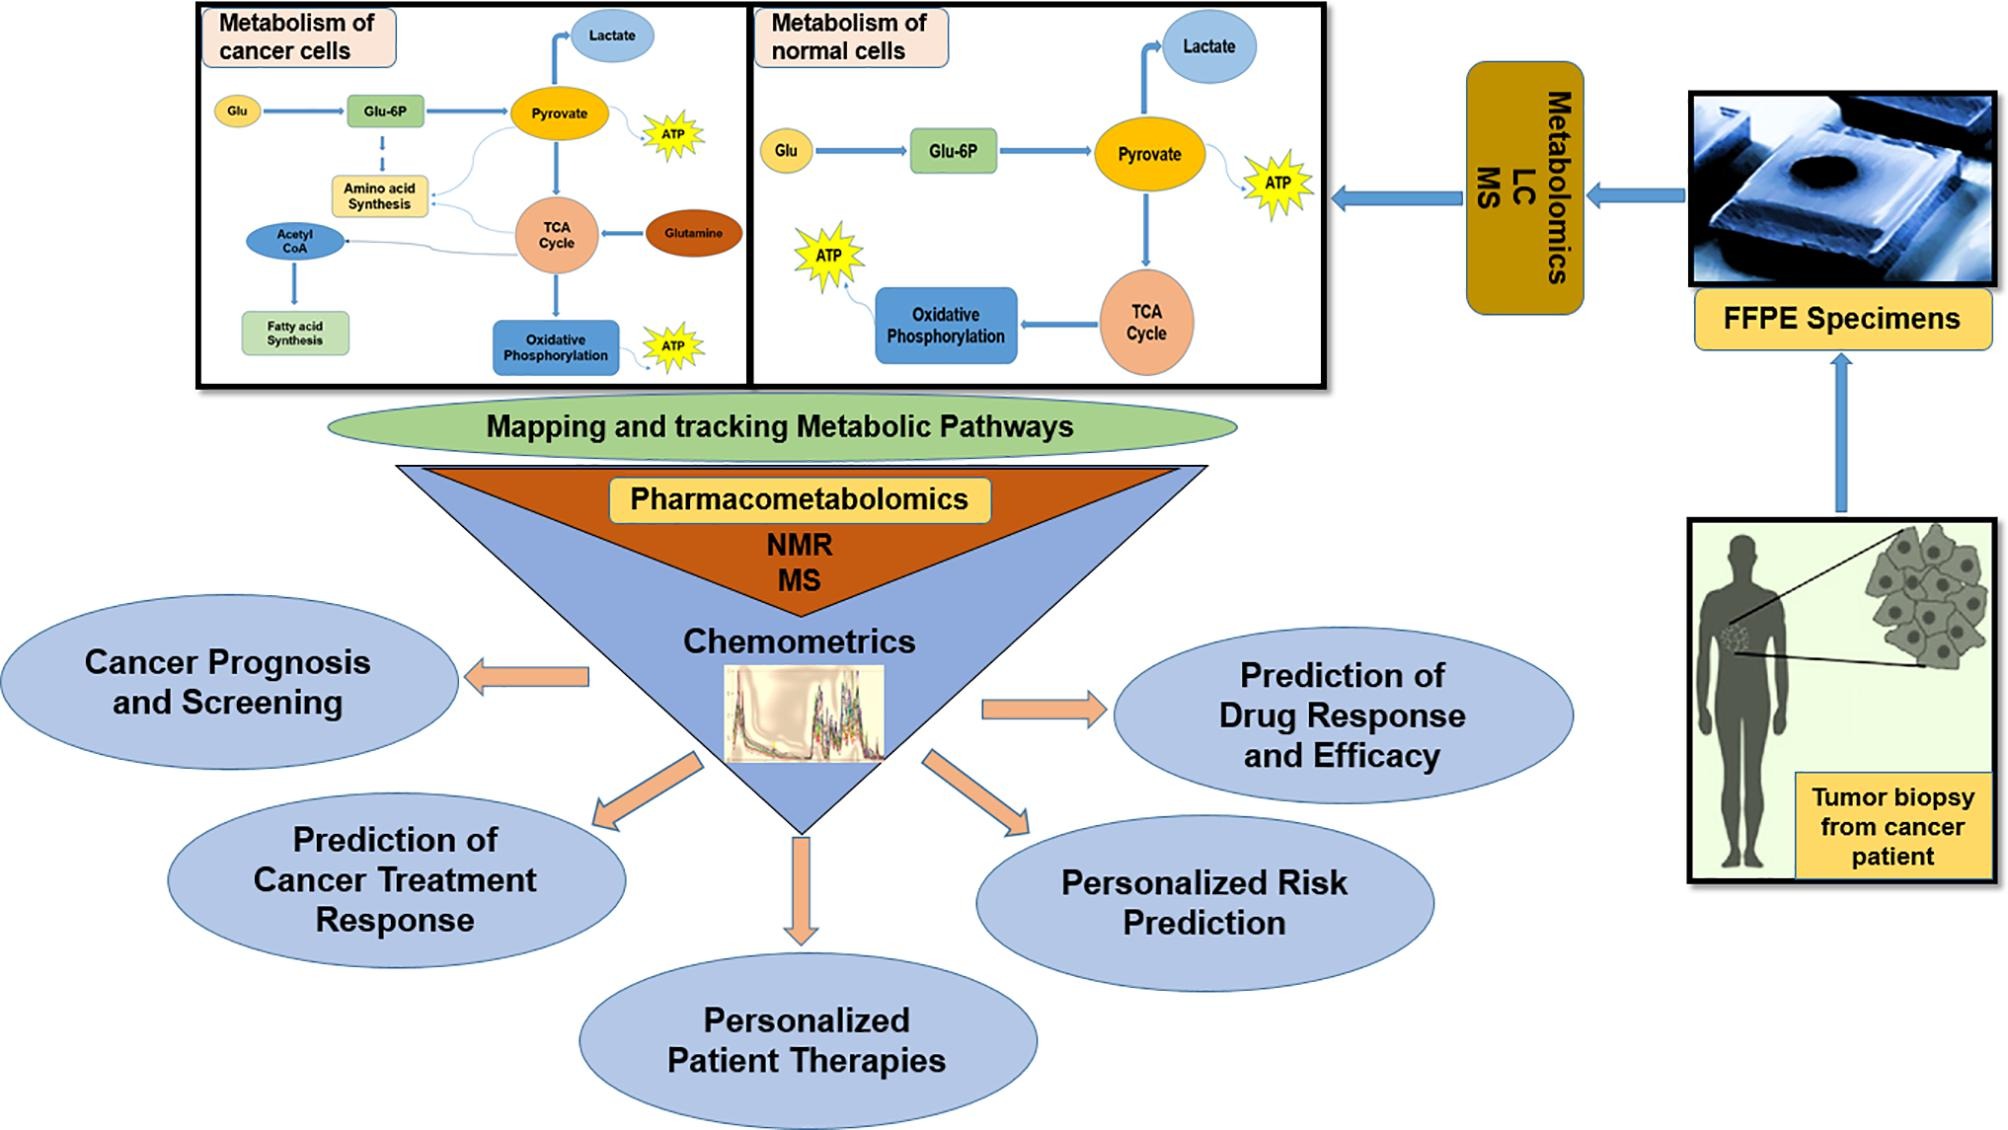 Metabolism of
cancer cells
Lactate
Glu
Glu-6P
Pyrovate
ATP
Amino acid
Synthesis
Acetyl
CoA
TCA
Cycle
Glutamine
Fatty acid
Synthesis
Oxidative
Phosphorylation
ATP
Metabolism of
normal cells
Lactate
Glu
Glu-6P
Pyrovate
ATP
ATP
Oxidative
Phosphorylation
TCA
Cycle
Metabolomics
LC
MS
FFPE Specimens
Tumor biopsy
from cancer
patient
Mapping and tracking Metabolic Pathways
Pharmacometabolomics
NMR
MS
Chemometrics
Cancer Prognosis
and Screening
Prediction of
Cancer Treatment
Response
Personalized
Patient Therapies
Personalized Risk
Prediction
Prediction of
Drug Response
and Efficacy